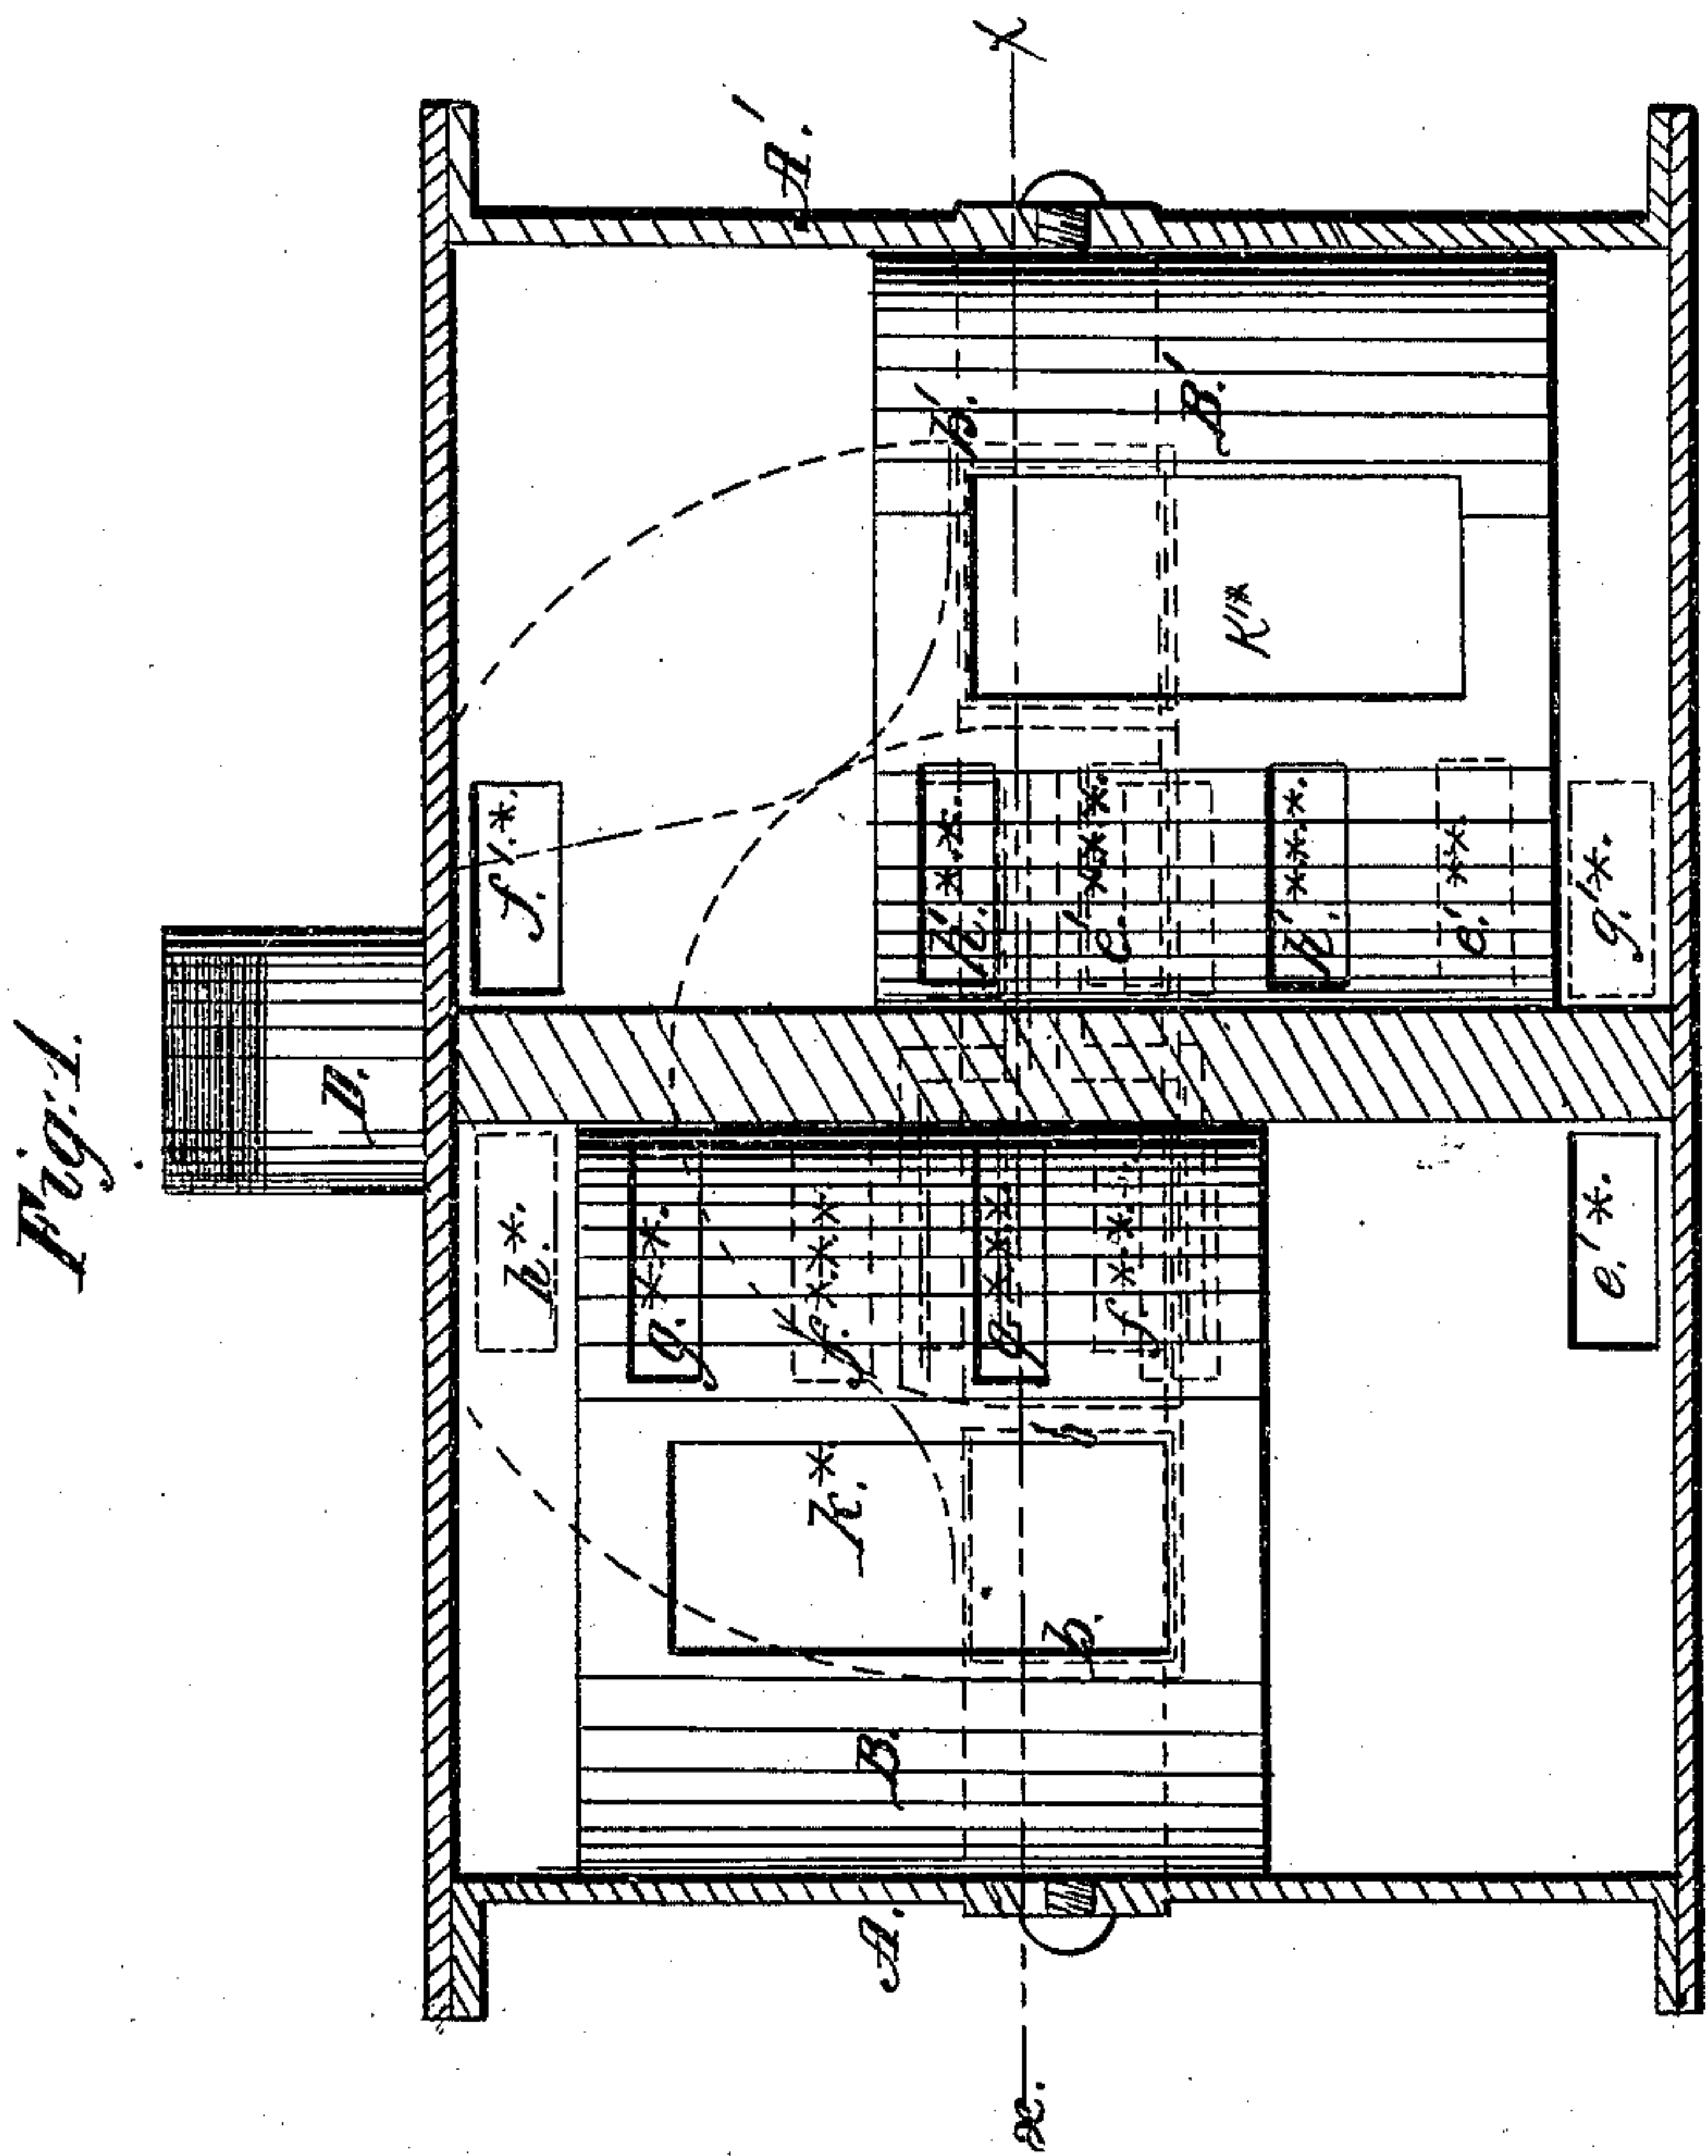 Fig: 1.
D.
A.'
x
b.'
B.'
K'*
f'.*.
h.'**.
e.'***.
h.'***.
e.'**.
g.'*.
h.*.
g.**.
f.***.
g.***.
f.**.
e.'*.
k.*.
h
b.
B.
A.
x.